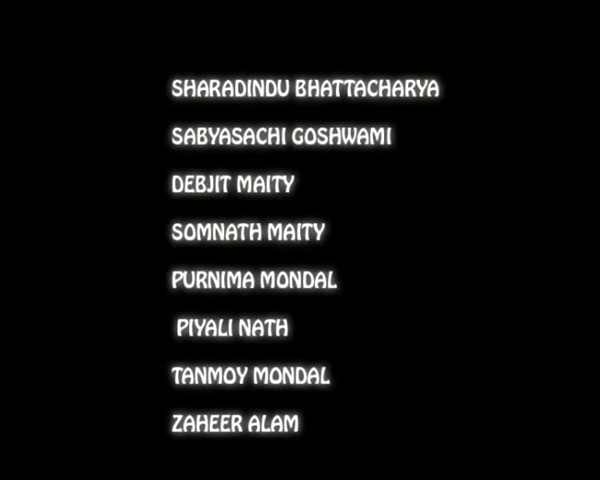 SHARADINDU BHATTACHARYA
SABYASACHI GOSHWAMI
DEBJIT MAITY
SOMNATH MAITY
PURNIMA MONDAL
PIYALI NATH
TANMOY MONDAL
ZAHEER ALAM